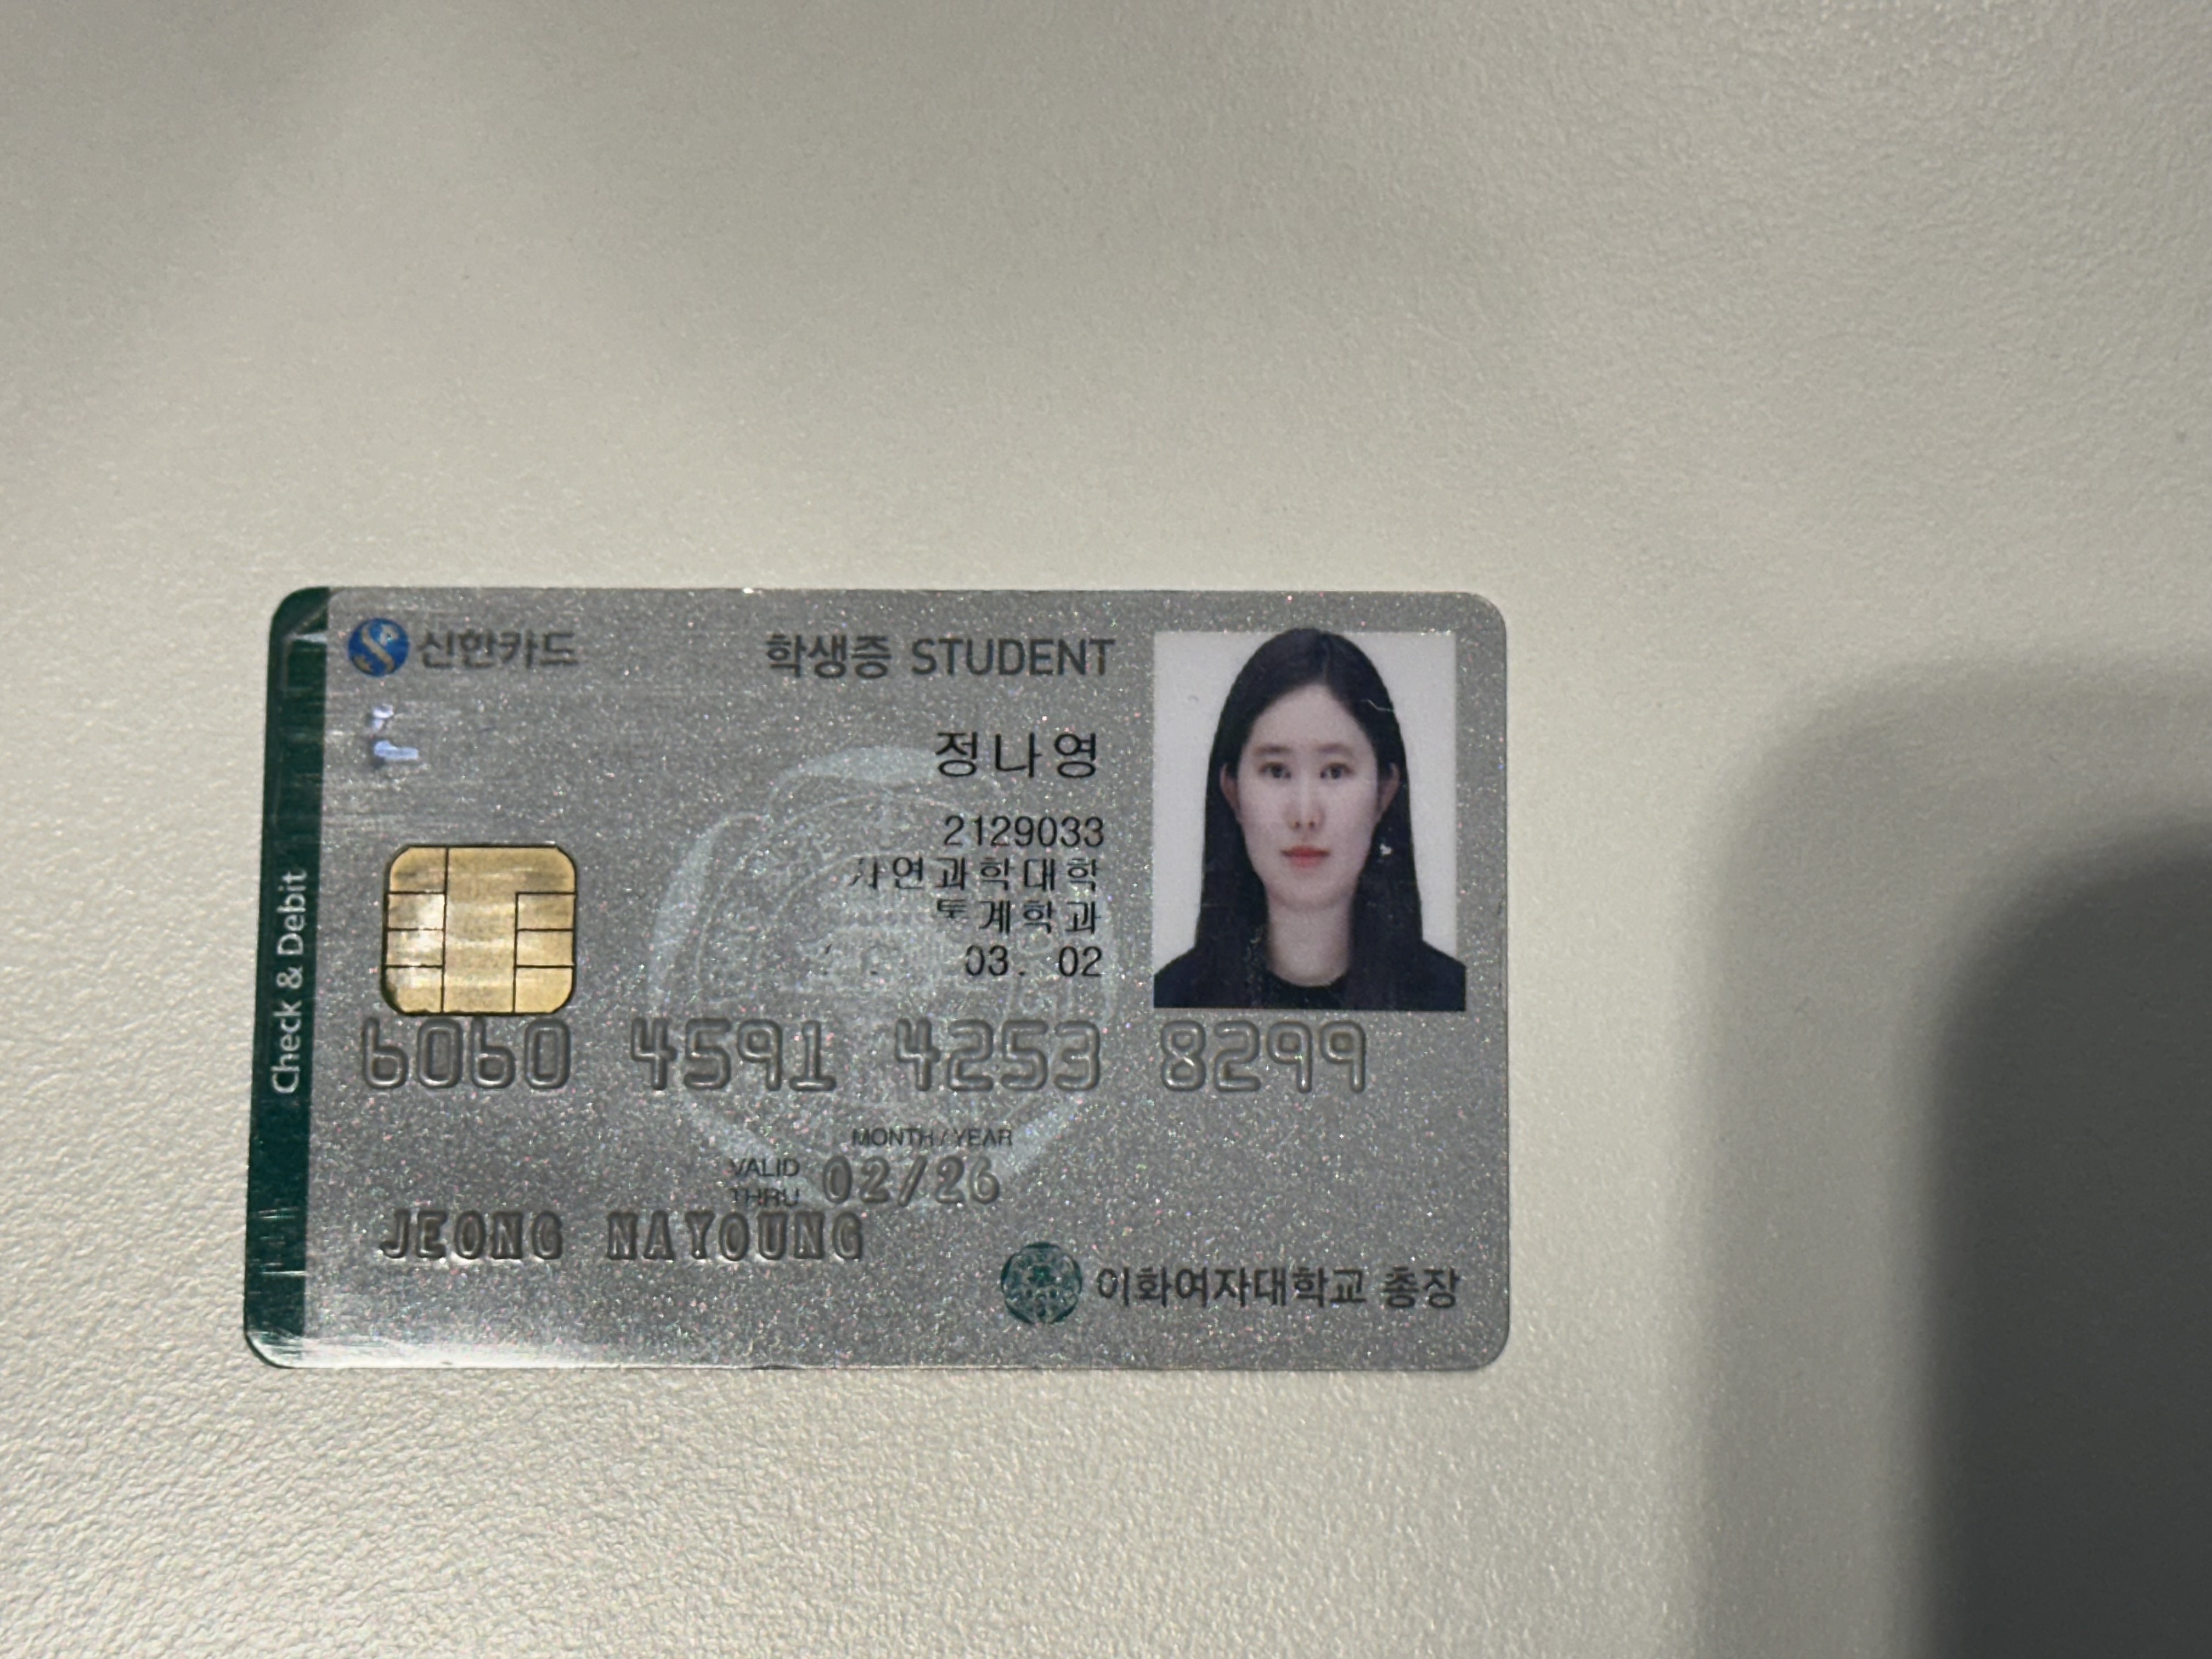 신한카드
학생증 STUDENT
정나영
2129033
자연과학대학
통계학과
03. 02
Check & Debit
6060 4591 4253 8299
MONTH / YEAR
VALID THRU 02/26
JEONG NAYOUNG
이화여자대학교 총장